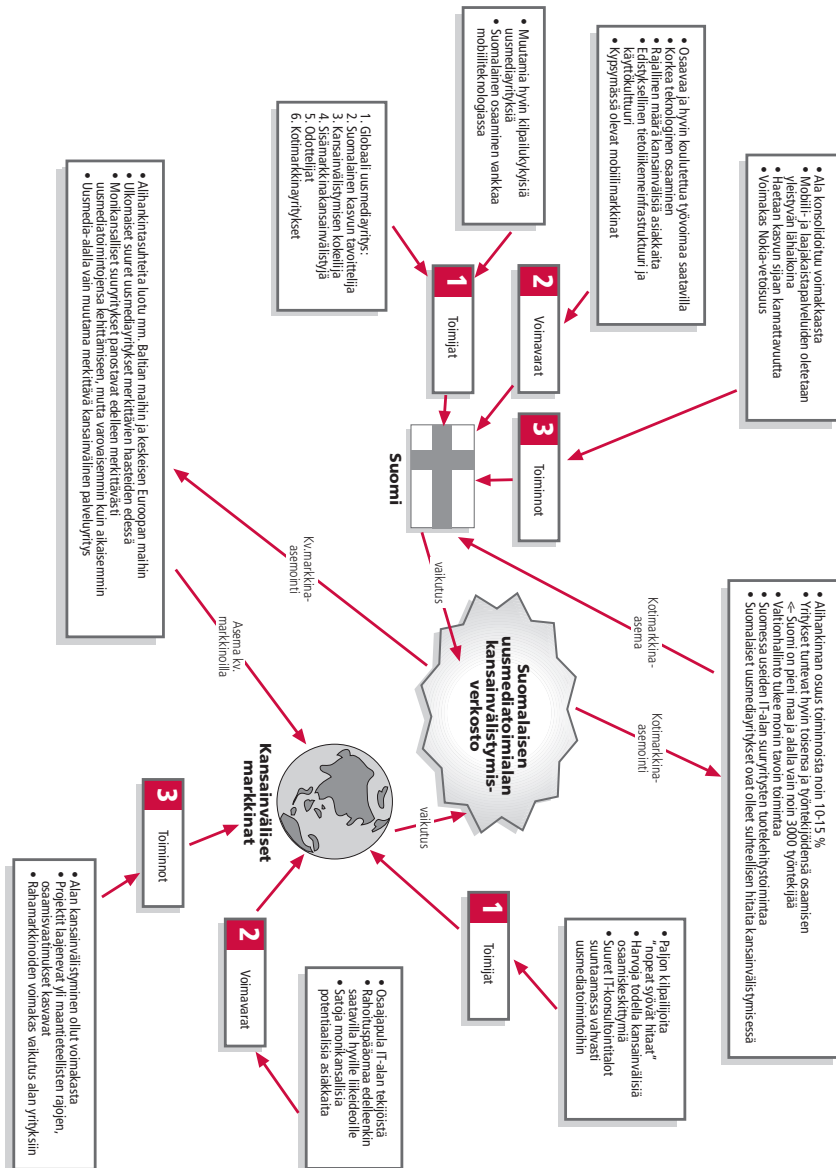 • Ala konsolidoituu voimakkaasta
• Mobiili- ja laajakaistapalveluiden oletetaan
yleistyvän lähiaikoina
• Haetaan kasvun sijaan kannattavuutta
• Voimakas Nokia-vetoisuus
• Osaavaa ja hyvin koulutettua työvoimaa saatavilla
• Korkea teknologinen osaaminen
• Rajallinen määrä kansainvälisiä asiakkaita
• Edistyksellinen tietoliikenneinfrastruktuuri ja
käyttökulttuuri
• Kypsymässä olevat mobiilimarkkinat
• Muutamia hyvin kilpailukykyisiä
uusmediayrityksiä
• Suomalainen osaaminen vankkaa
mobiiliteknologiassa
1. Globaali uusmediayritys:
2. Suomalainen kasvun tavoittelija
3. Kansainvälistymisen kokeilija
4. Sisämarkkinakansainvälistyjä
5. Odottelijat
6. Kotimarkkinayritykset
3 Toiminnot
2 Voimavarat
1 Toimijat
Suomi
• Alihankinnan osuus toiminnoista noin 10-15 %
• Yritykset tuntevat hyvin toisensa ja työntekijöidensä osaamisen
<- Suomi on pieni maa ja alalla vain noin 3000 työntekijää
• Valtionhallinto tukee monin tavoin toimintaa
• Suomessa useiden IT-alan suuryritysten tuotekehitystoimintaa
• Suomalaiset uusmediayritykset ovat olleet suhteellisen hitaita kansainvälistymisessä
Kotimarkkina-
asema
Kotimarkkina-
asemointi
vaikutus
Suomalaisen
uusmediatoimialan
kansainvälistymis-
verkosto
Kv.markkina-
asemointi
vaikutus
Asema kv.
markkinoilla
• Alihankintasuhteita luotu mm. Baltian maihin ja keskeisen Euroopan maihin
• Ulkomaiset suuret uusmediayritykset merkittävien haasteiden edessä
• Monikansalliset suuryritykset panostavat edelleen merkittävästi
uusmediatoimintojensa kehittämiseen, mutta varovaisemmin kuin aikaisemmin
• Uusmedia-alalla vain muutama merkittävä kansainvälinen palveluyritys
Kansainväliset
markkinat
1 Toimijat
2 Voimavarat
3 Toiminnot
• Paljon kilpailijoita
“nopeat syövät hitaat”
• Harvoja todella kansainvälisiä
osaamiskeskittymiä
• Suuret IT-konsultointitalot
suuntaamassa vahvasti
uusmediatoimintoihin
• Osaajapula IT-alan tekijöistä
• Rahoituspääomaa edelleenkin
saatavilla hyville liikeideoille
• Satoja monikansallisia
potentiaalisia asiakkaita
• Alan kansainvälistyminen ollut voimakasta
• Projektit laajenevat yli maantieteellisten rajojen,
osaamisvaatimukset kasvavat
• Rahamarkkinoiden voimakas vaikutus alan yrityksiin